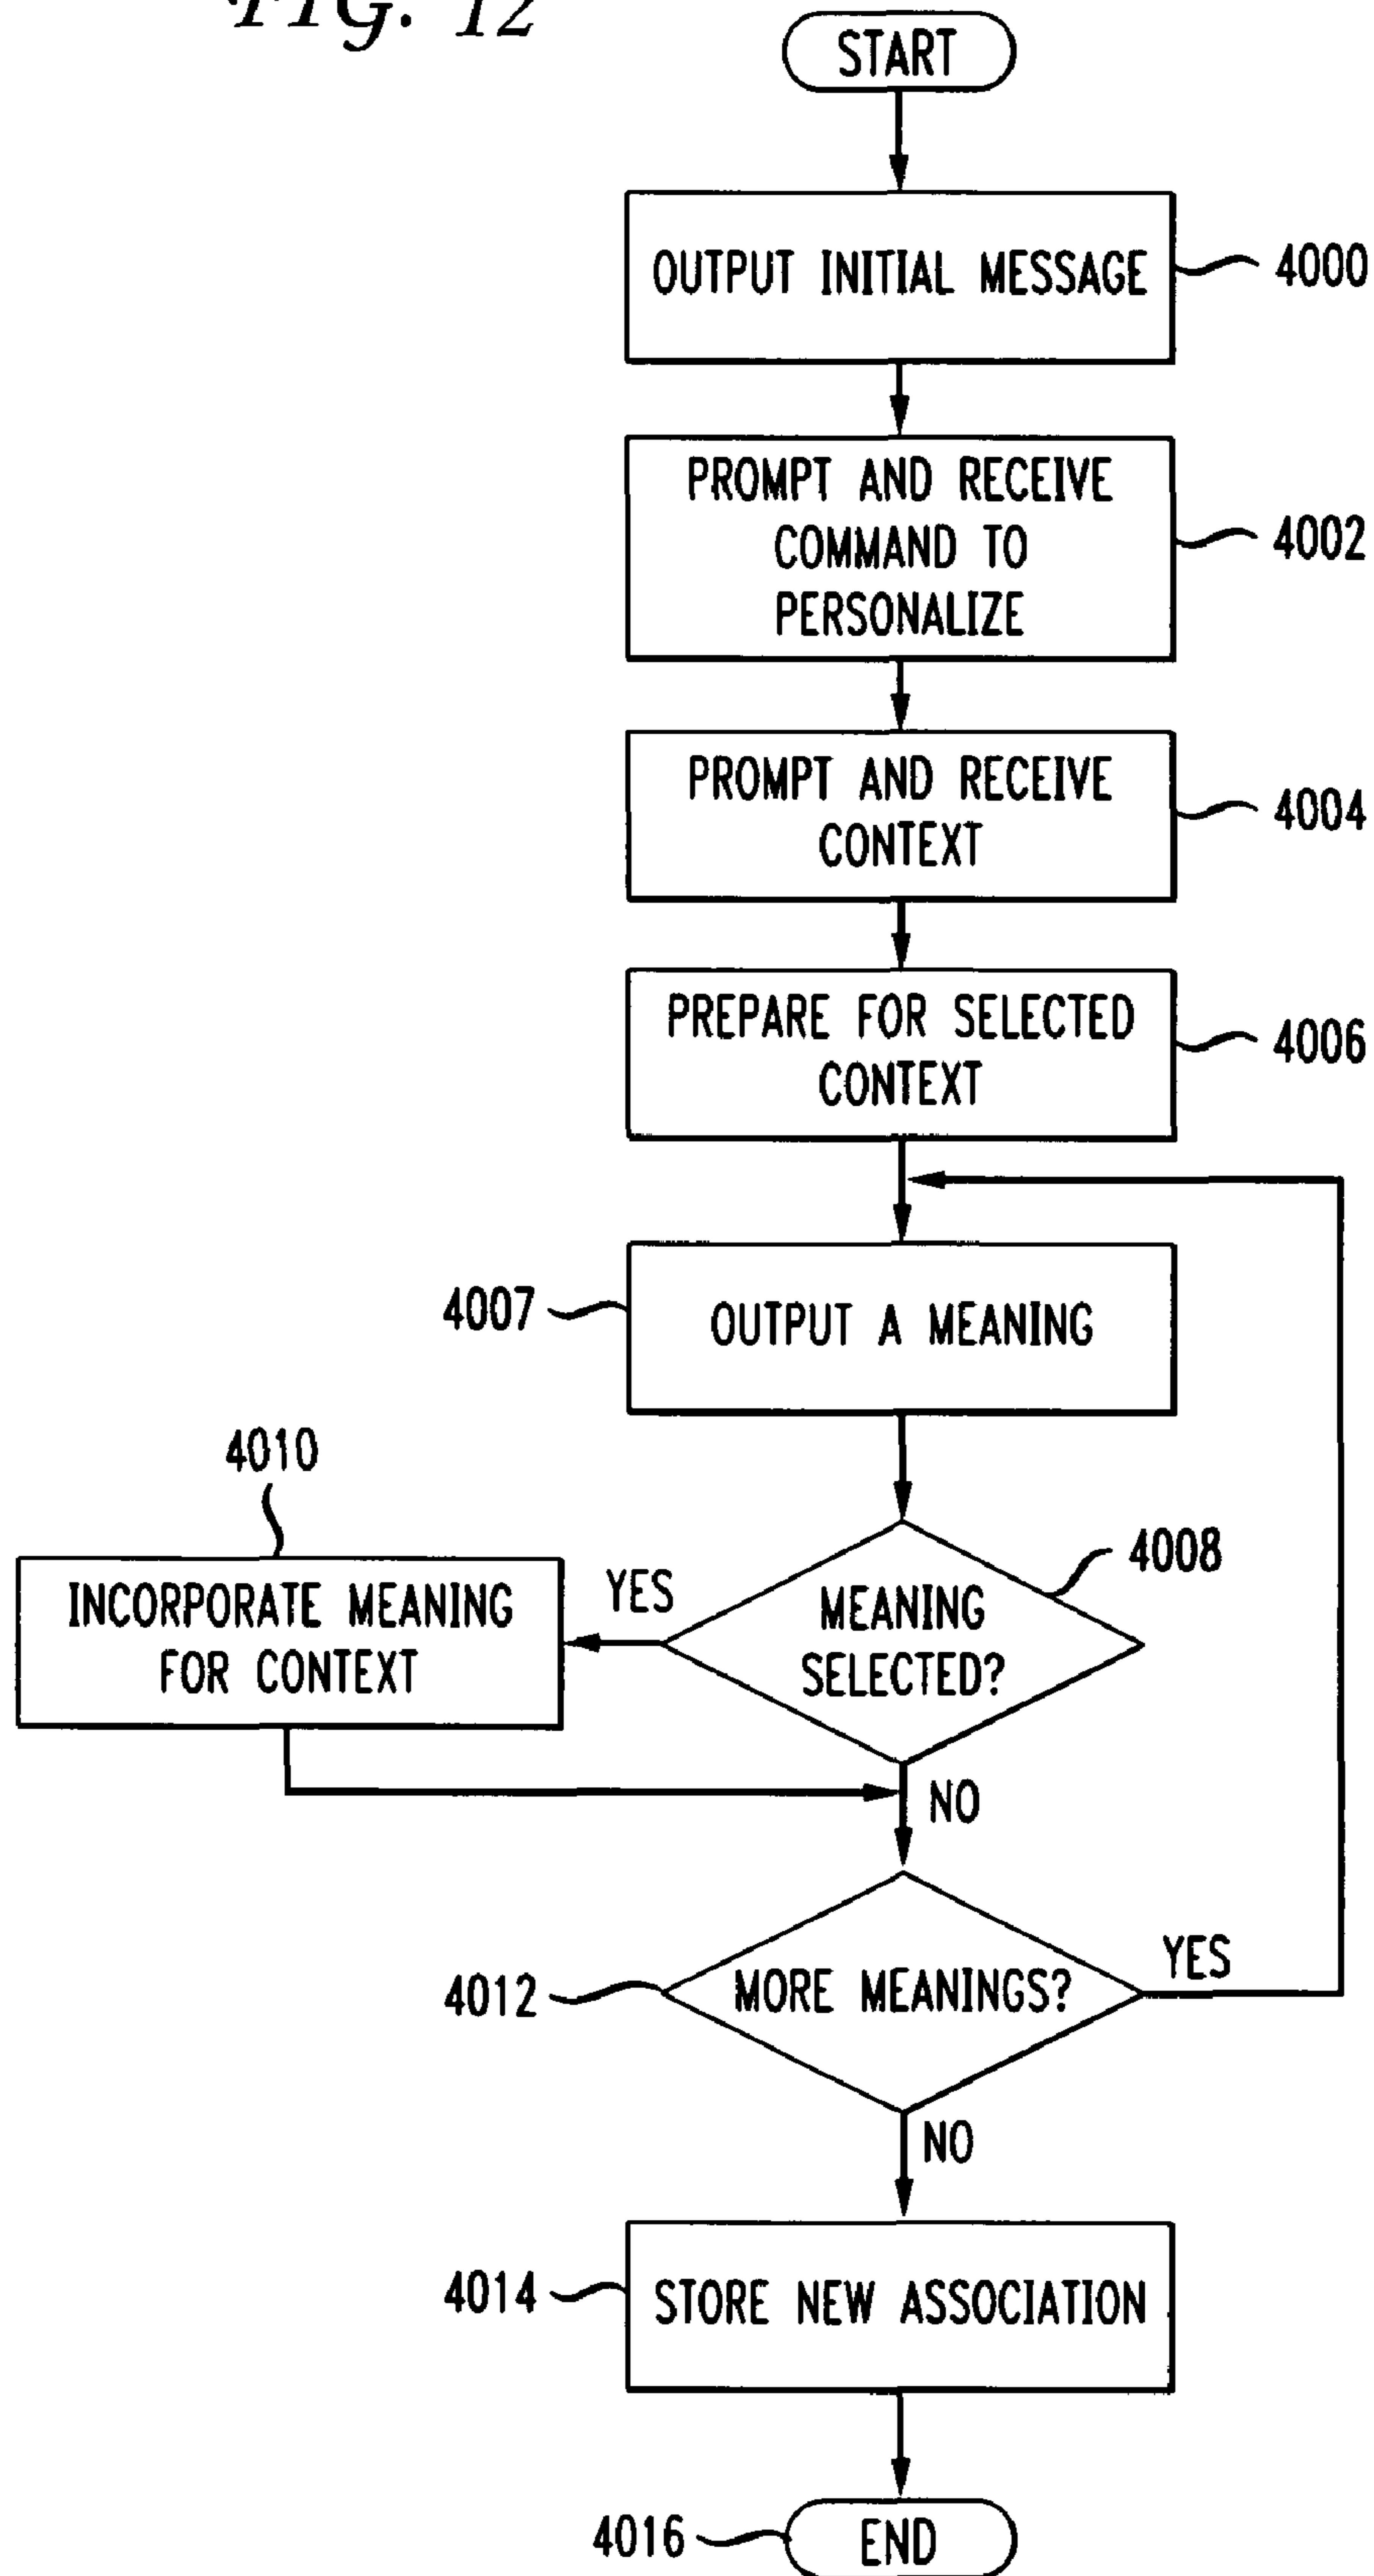 FIG. 12
START
OUTPUT INITIAL MESSAGE
4000
PROMPT AND RECEIVE
COMMAND TO
PERSONALIZE
4002
PROMPT AND RECEIVE
CONTEXT
4004
PREPARE FOR SELECTED
CONTEXT
4006
4007
OUTPUT A MEANING
4010
INCORPORATE MEANING
FOR CONTEXT
YES
MEANING
SELECTED?
4008
NO
4012
MORE MEANINGS?
YES
NO
4014
STORE NEW ASSOCIATION
4016
END